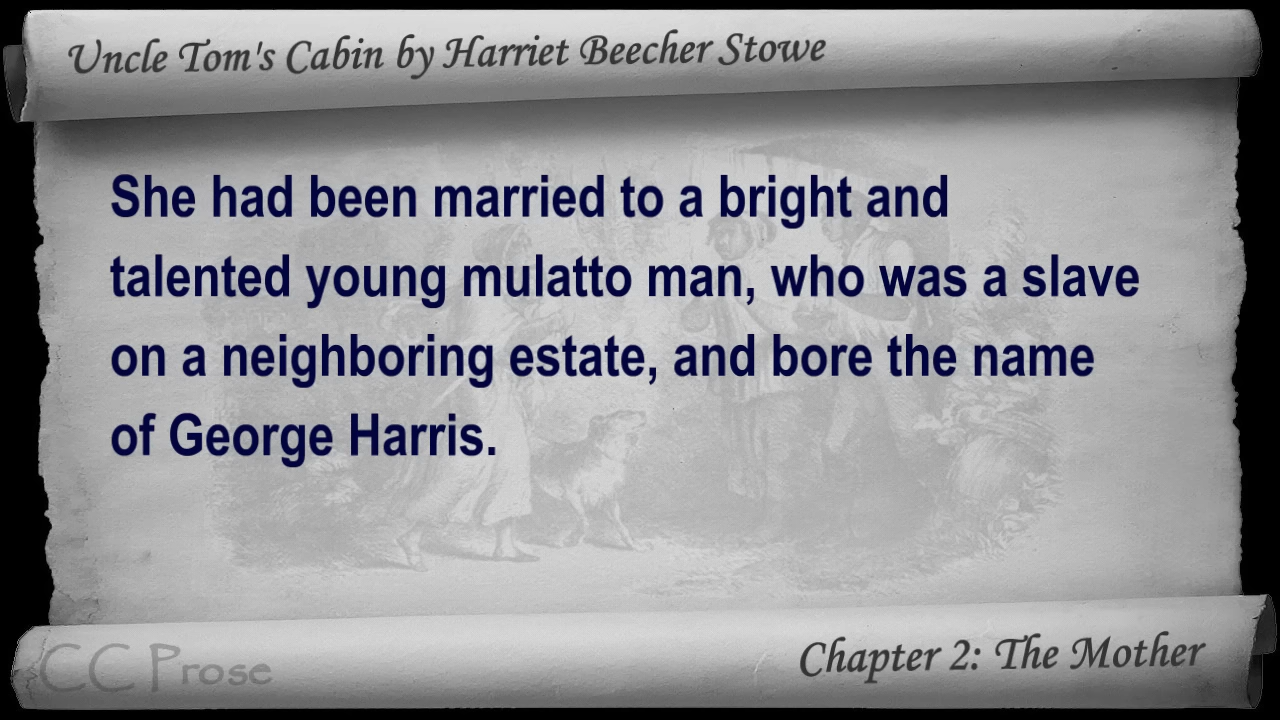 Uncle Tom's Cabin by Harriet Beecher Stowe
She had been married to a bright and
talented young mulatto man, who was a slave
on a neighboring estate, and bore the name
of George Harris.
CC Prose
Chapter 2: The Mother